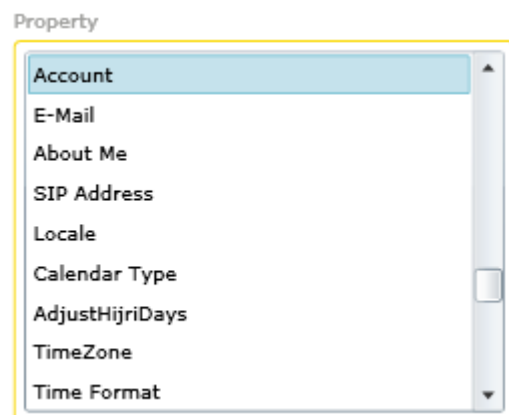 Property
Account
E-Mail
About Me
SIP Address
Locale
Calendar Type
AdjustHijriDays
TimeZone
Time Format